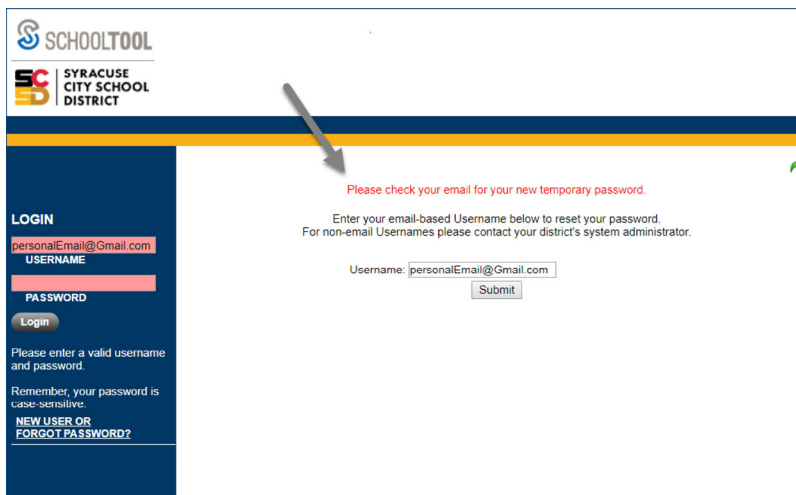 SCHOOLTOOL
SC
SD
SYRACUSE
CITY SCHOOL
DISTRICT
Please check your email for your new temporary password.
Enter your email-based Username below to reset your password.
For non-email Usernames please contact your district's system administrator.
Username: personalEmail@Gmail.com
Submit
LOGIN
personalEmail@Gmail.com
USERNAME
PASSWORD
Login
Please enter a valid username
and password.
Remember, your password is
case-sensitive.
NEW USER OR
FORGOT PASSWORD?